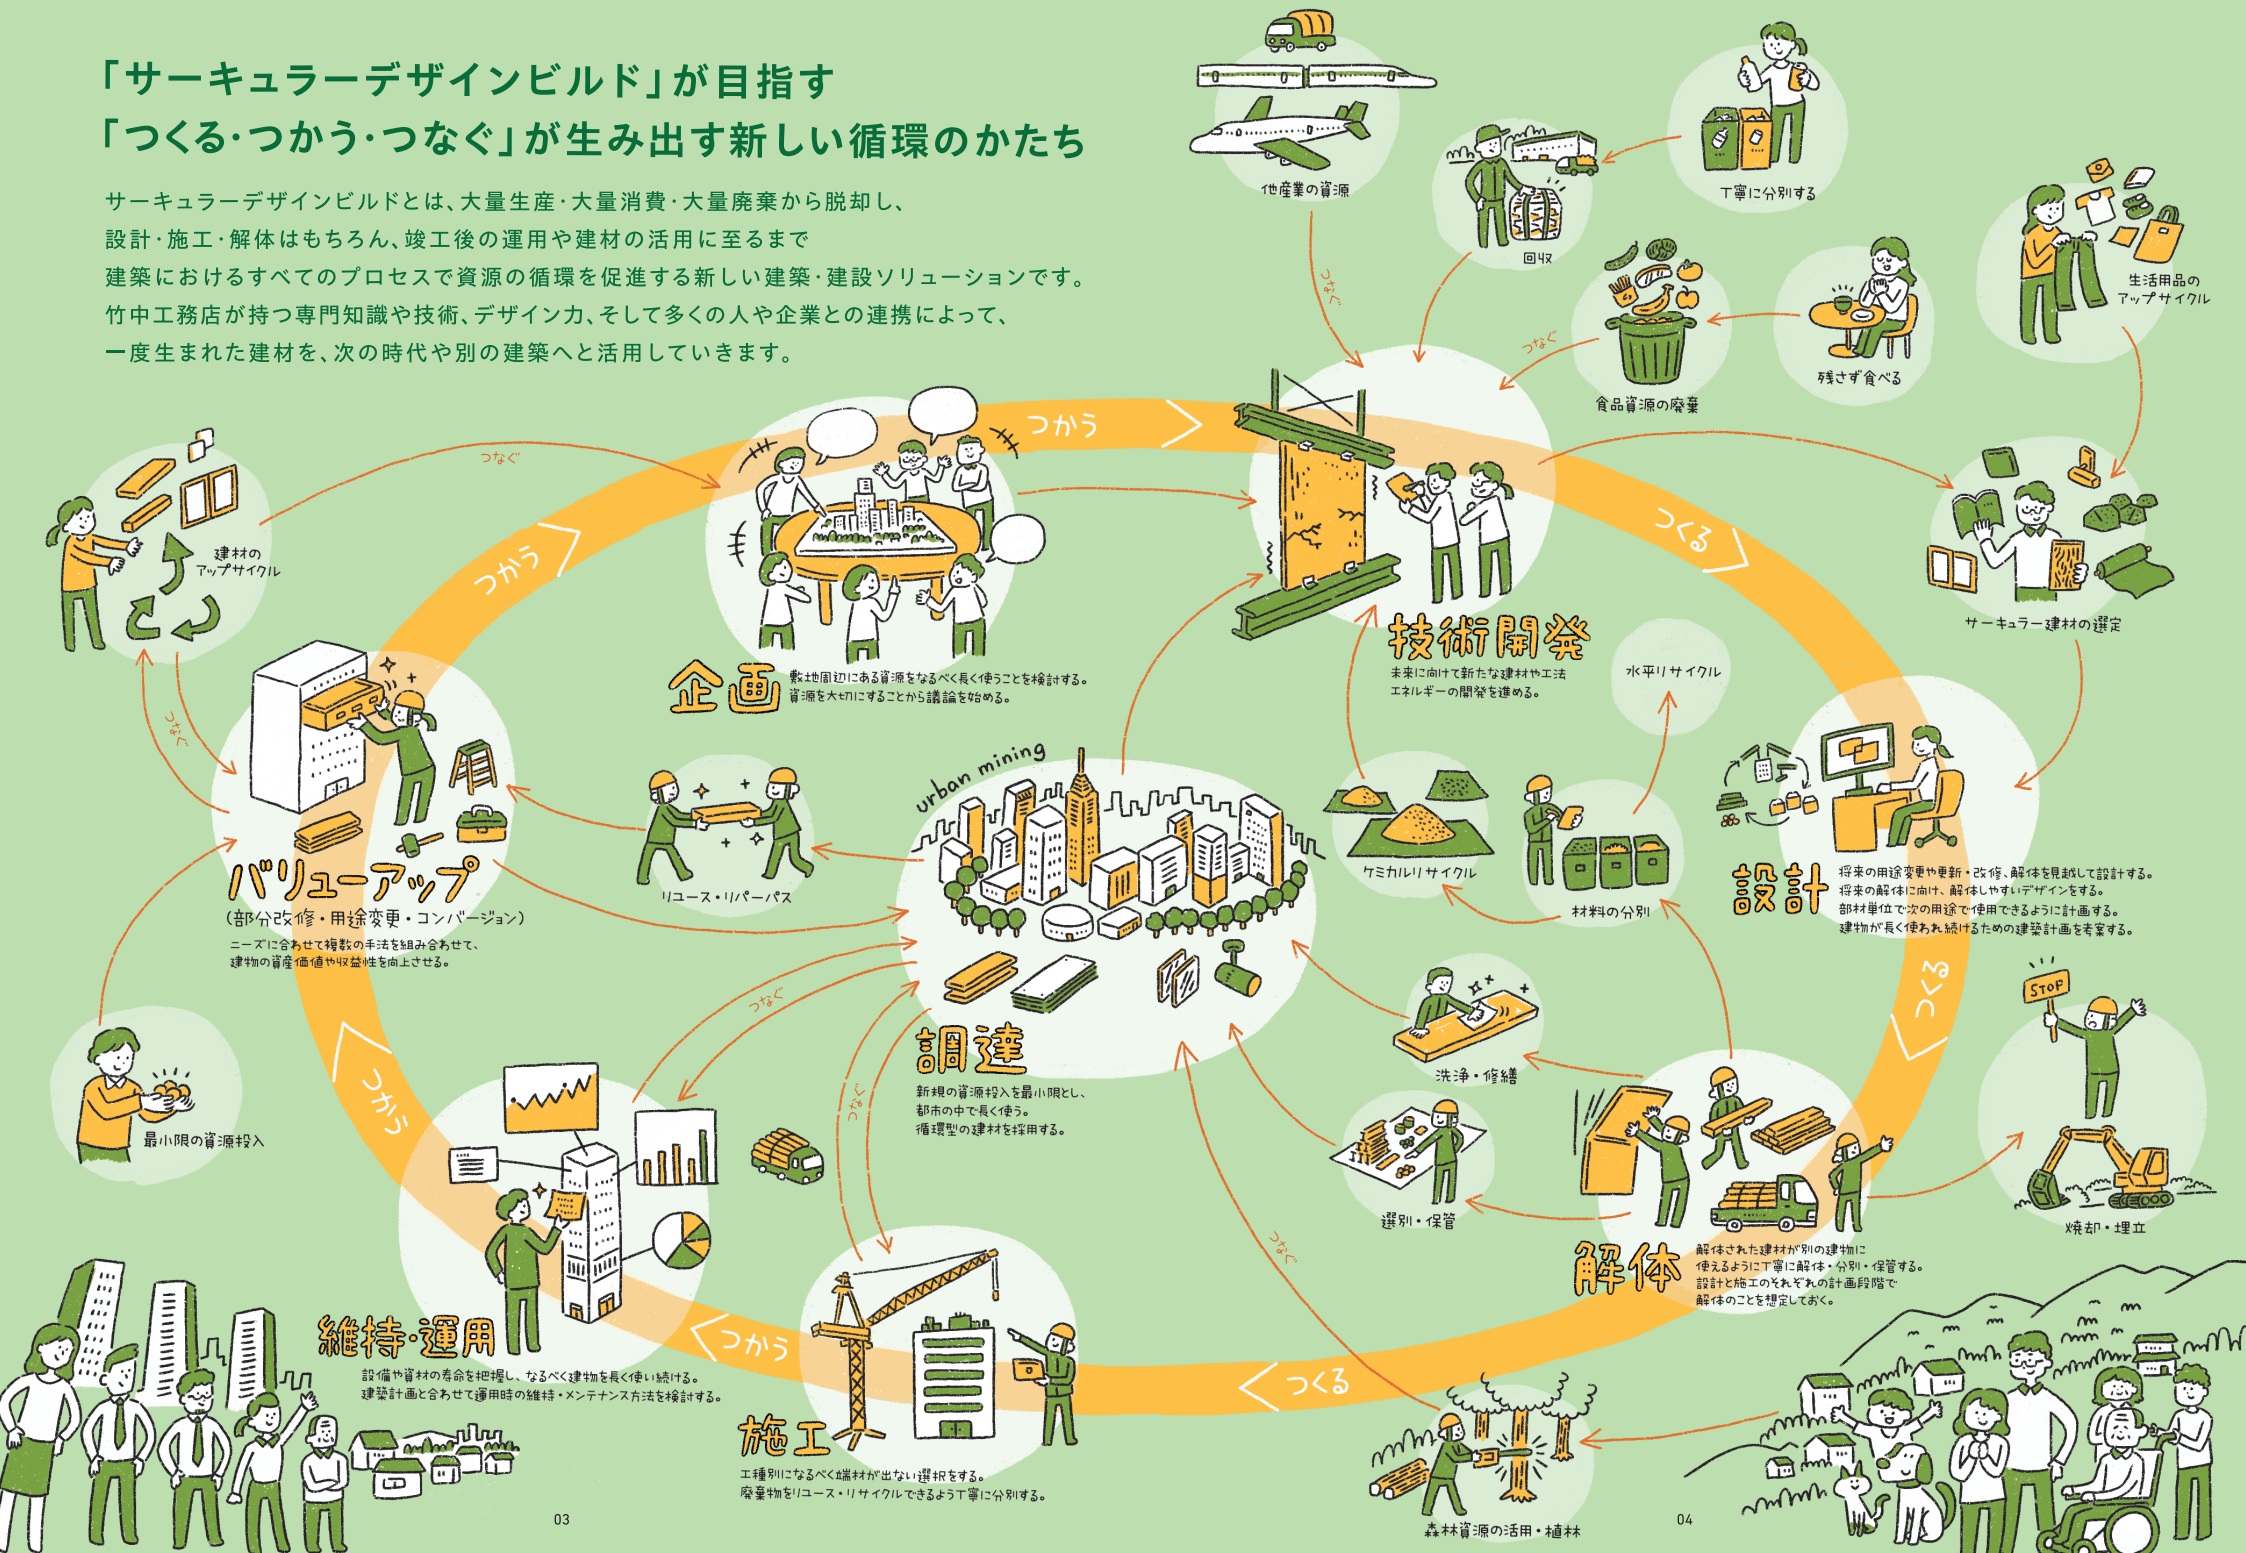 「サーキュラーデザインビルド」が目指す
「つくる・つかう・つなぐ」が生み出す新しい循環のかたち
サーキュラーデザインビルドとは、大量生産・大量消費・大量廃棄から脱却し、
設計・施工・解体はもちろん、竣工後の運用や建材の活用に至るまで
建築におけるすべてのプロセスで資源の循環を促進する新しい建築・建設ソリューションです。
竹中工務店が持つ専門知識や技術、デザイン力、そして多くの人や企業との連携によって、
一度生まれた建材を、次の時代や別の建築へと活用していきます。
他産業の資源
つなぐ
回収
丁寧に分別する
食品資源の廃棄
つなぐ
残さず食べる
生活用品の
アップサイクル
建材の
アップサイクル
つなぐ
つなぐ
つかう
つかう
つくる
サーキュラー建材の選定
企画
敷地周辺にある資源をなるべく長く使うことを検討する。
資源を大切にすることから議論を始める。
技術開発
未来に向けて新たな建材や工法
エネルギーの開発を進める。
水平リサイクル
バリューアップ
(部分改修・用途変更・コンバージョン)
ニーズに合わせて複数の手法を組み合わせて、
建物の資産価値や収益性を向上させる。
リユース・リパーパス
urban mining
ケミカルリサイクル
材料の分別
設計
将来の用途変更や更新・改修、解体を見越して設計する。
将来の解体に向け、解体しやすいデザインをする。
部材単位で次の用途で使用できるように計画する。
建物が長く使われ続けるための建築計画を考案する。
つくる
STOP
焼却・埋立
最小限の資源投入
つかう
つなぐ
つなぐ
調達
新規の資源投入を最小限とし、
都市の中で長く使う。
循環型の建材を採用する。
洗浄・修繕
選別・保管
つなぐ
解体
解体された建材が別の建物に
使えるように丁寧に解体・分別・保管する。
設計と施工のそれぞれの計画段階で
解体のことを想定しておく。
維持・運用
設備や資材の寿命を把握し、なるべく建物を長く使い続ける。
建築計画と合わせて運用時の維持・メンテナンス方法を検討する。
つかう
つくる
施工
工種別になるべく端材が出ない選択をする。
廃棄物をリユース・リサイクルできるよう丁寧に分別する。
森林資源の活用・植林
03
04